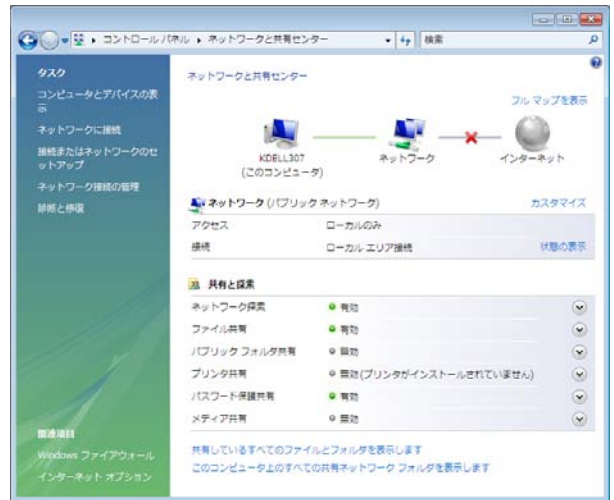 コントロール パネル ▸ ネットワークと共有センター
検索
タスク
コンピュータとデバイスの表
示
ネットワークに接続
接続またはネットワークのセ
ットアップ
ネットワーク接続の管理
診断と修復
関連項目
Windows ファイアウォール
インターネット オプション
ネットワークと共有センター
フル マップを表示
KDELL307
(このコンピュータ)
ネットワーク
インターネット
ネットワーク (パブリック ネットワーク)
カスタマイズ
アクセス
ローカルのみ
接続
ローカル エリア接続
状態の表示
共有と探索
ネットワーク探索
有効
ファイル共有
有効
パブリック フォルダ共有
無効
プリンタ共有
無効(プリンタがインストールされていません)
パスワード保護共有
有効
メディア共有
無効
共有しているすべてのファイルとフォルダを表示します
このコンピュータ上のすべての共有ネットワーク フォルダを表示します